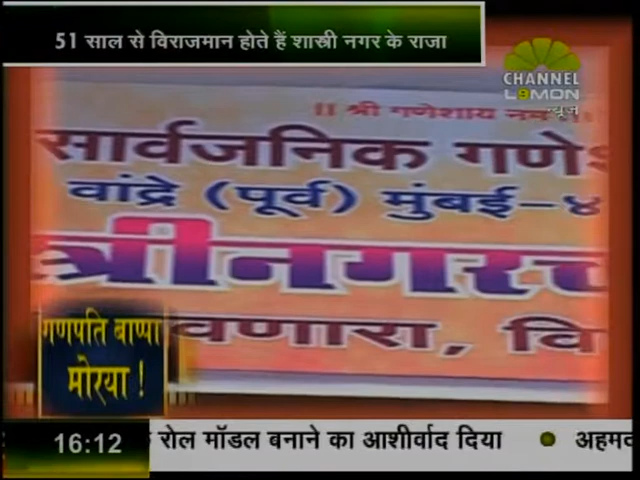 51 साल से विराजमान होते हैं शास्त्री नगर के राजा
CHANNEL
LEMON
न्यूज़
|| श्री गणेशाय नमः ||
सार्वजनिक गणेश
वांद्रे (पूर्व) मुंबई-४
स्त्रीनगरच
वणारा, वि
गणपति बाप्पा
मोरया !
16:12 के रोल मॉडल बनाने का आशीर्वाद दिया ● अहमद